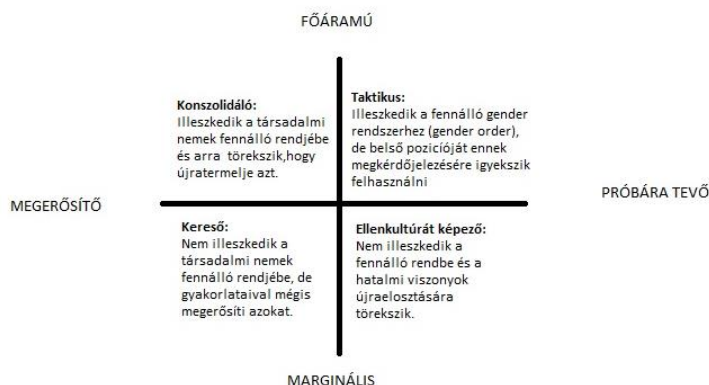 FŐÁRAMÚ
Konszolidáló:
Illeszkedik a társadalmi
nemek fennálló rendjébe
és arra törekszik,hogy
újratermelje azt.
Taktikus:
Illeszkedik a fennálló gender
rendszerhez (gender order),
de belső pozicíóját ennek
megkérdőjelezésére igyekszik
felhasználni
MEGERŐSÍTŐ
PRÓBÁRA TEVŐ
Kereső:
Nem illeszkedik a
társadalmi nemek
fennálló rendjébe, de
gyakorlataival mégis
megerősíti azokat.
Ellenkultúrát képező:
Nem illeszkedik a
fennálló rendbe és a
hatalmi viszonyok
újraelosztására
törekszik.
MARGINÁLIS